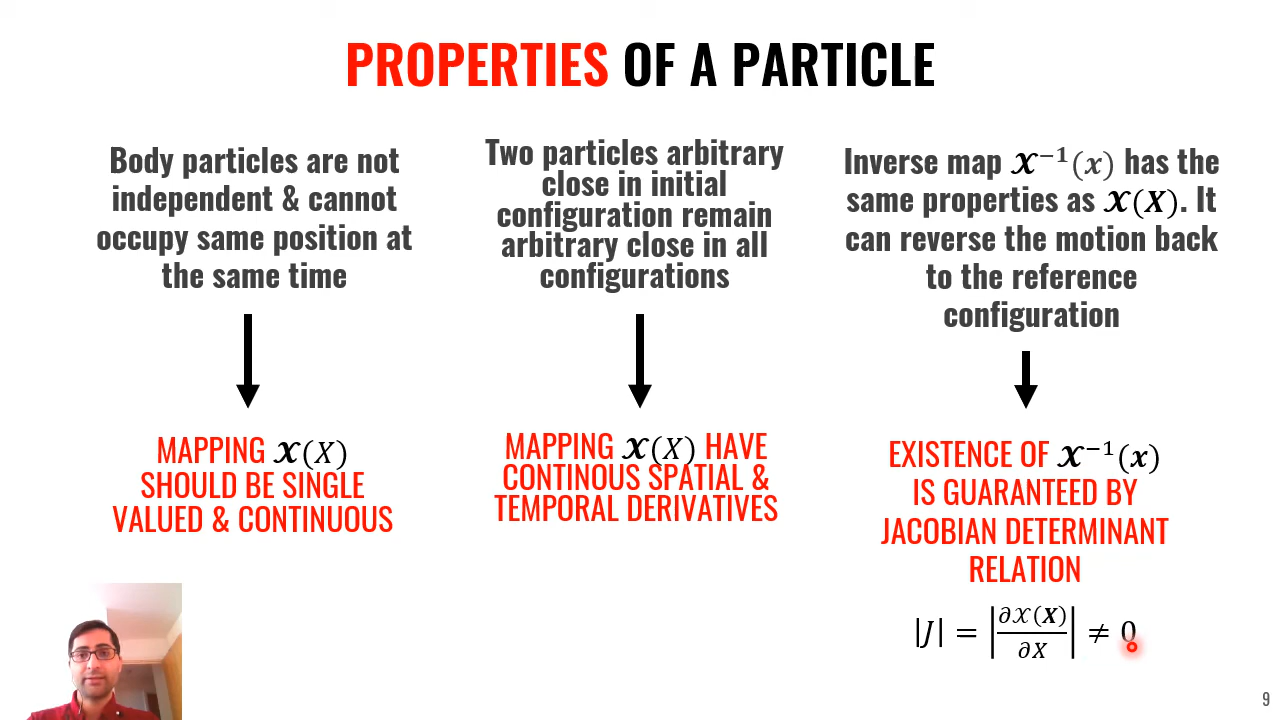 PROPERTIES OF A PARTICLE
Body particles are not
independent & cannot
occupy same position at
the same time
MAPPING 𝓧(X)
SHOULD BE SINGLE
VALUED & CONTINUOUS
Two particles arbitrary
close in initial
configuration remain
arbitrary close in all
configurations
MAPPING 𝓧(X) HAVE
CONTINOUS SPATIAL &
TEMPORAL DERIVATIVES
Inverse map 𝓧⁻¹(x) has the
same properties as 𝓧(X). It
can reverse the motion back
to the reference
configuration
EXISTENCE OF 𝓧⁻¹(x)
IS GUARANTEED BY
JACOBIAN DETERMINANT
RELATION
|J| = |∂𝒳(X)/∂X| ≠ 0
9